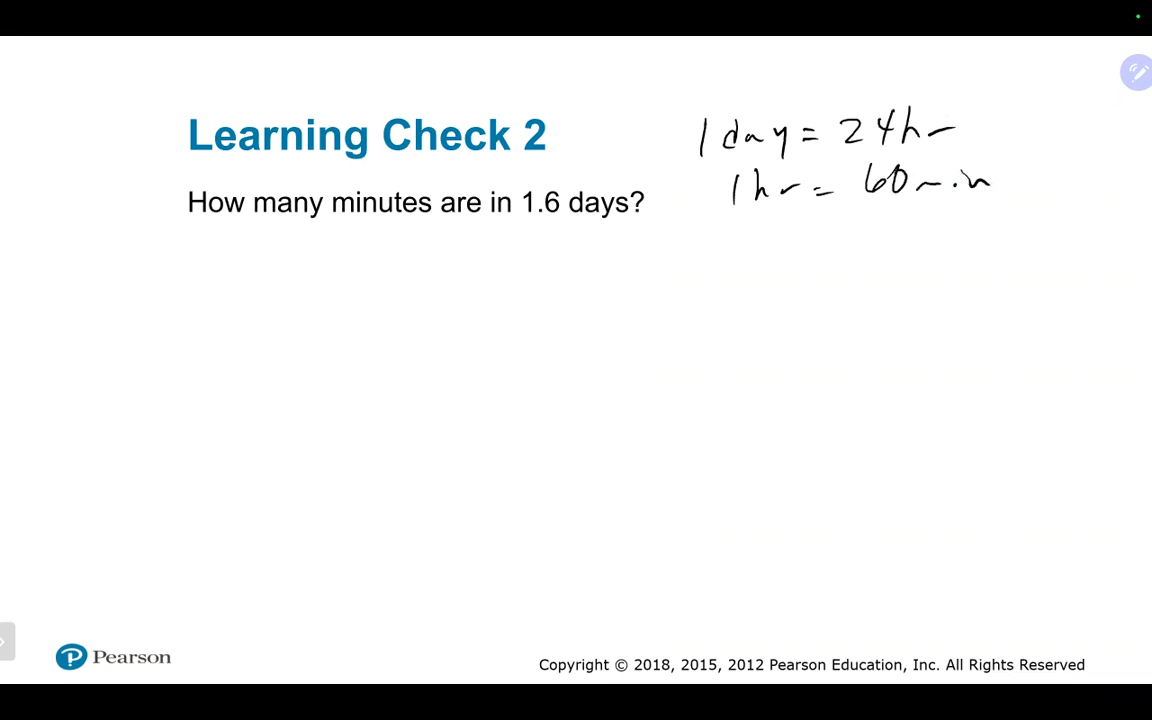 Learning Check 2
1 day = 24 hr
1 hr = 60 min
How many minutes are in 1.6 days?
Pearson
Copyright © 2018, 2015, 2012 Pearson Education, Inc. All Rights Reserved